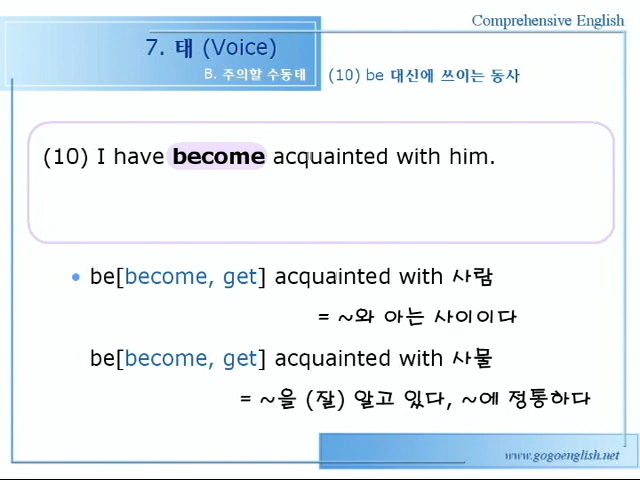 Comprehensive English
7. 태 (Voice)
B. 주의할 수동태
(10) be 대신에 쓰이는 동사
(10) I have become acquainted with him.
• be[become, get] acquainted with 사람
= ~와 아는 사이이다
be[become, get] acquainted with 사물
= ~을 (잘) 알고 있다, ~에 정통하다
www.gogoenglish.net